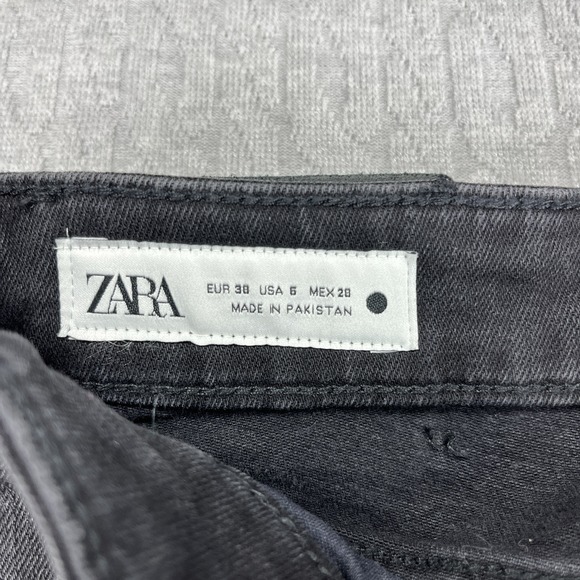 ZARA
EUR 38 USA 6 MEX 28
MADE IN PAKISTAN